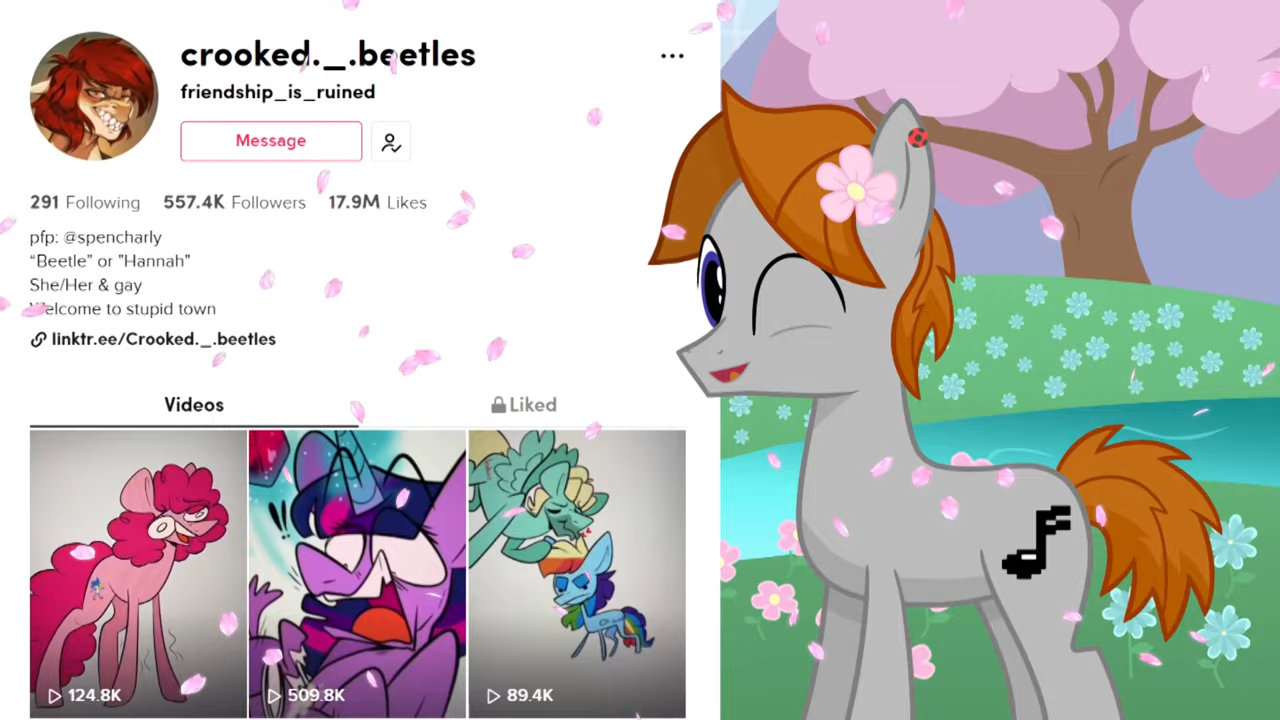 crooked._.beetles
friendship_is_ruined
Message
291 Following 557.4K Followers 17.9M Likes
pfp: @spencharly
“Beetle” or "Hannah"
She/Her & gay
Welcome to stupid town
linktr.ee/Crooked._.beetles
Videos Liked
124.8K 509.8K 89.4K